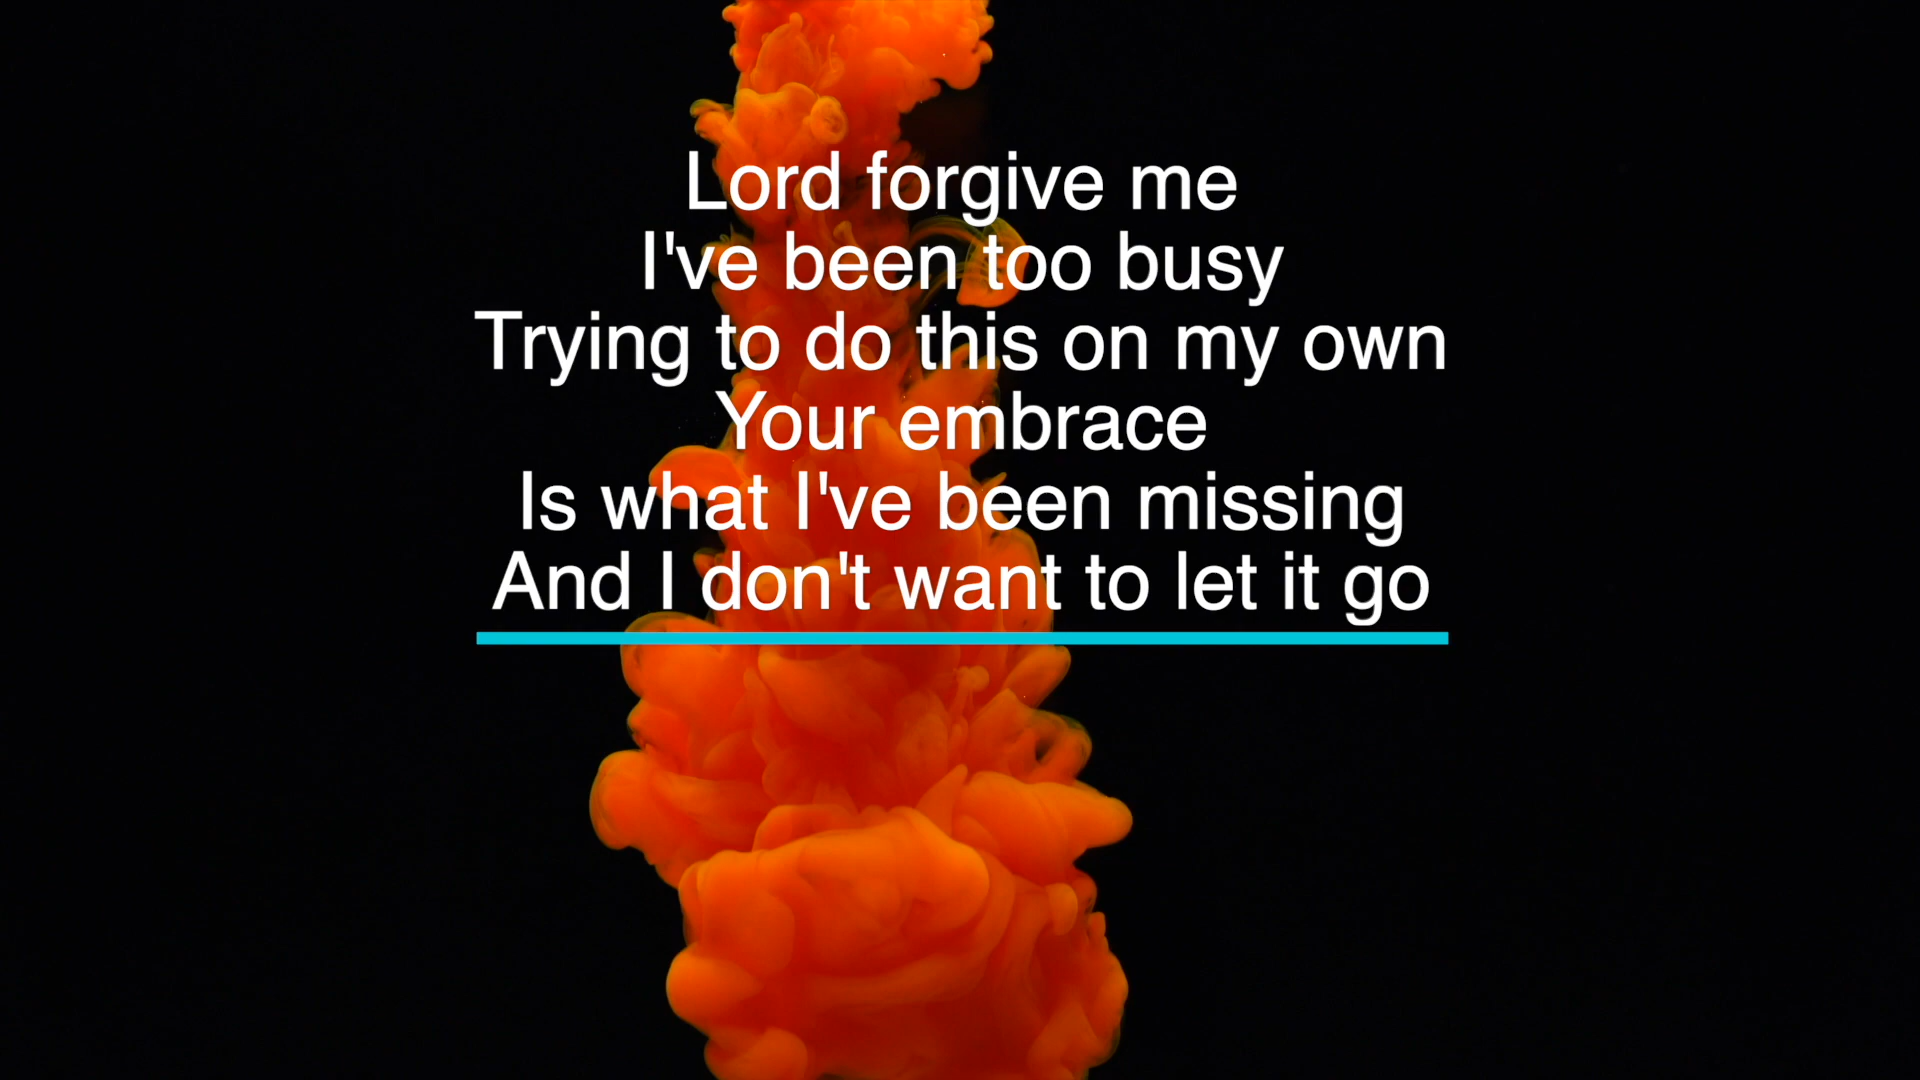 Lord forgive me
I've been too busy
Trying to do this on my own
Your embrace
Is what I've been missing
And I don't want to let it go